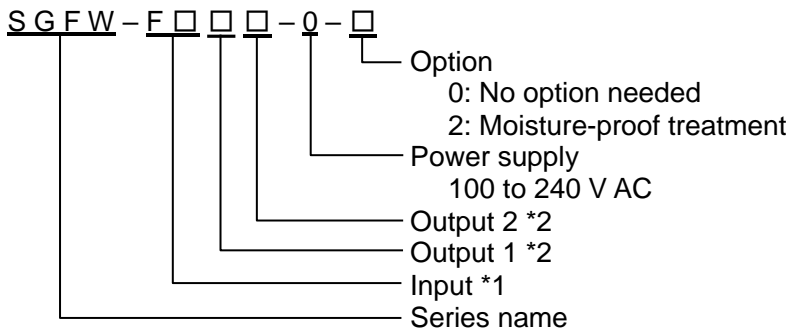 SGFW – F□ □ □ – 0 – □
Option
0: No option needed
2: Moisture-proof treatment
Power supply
100 to 240 V AC
Output 2 *2
Output 1 *2
Input *1
Series name